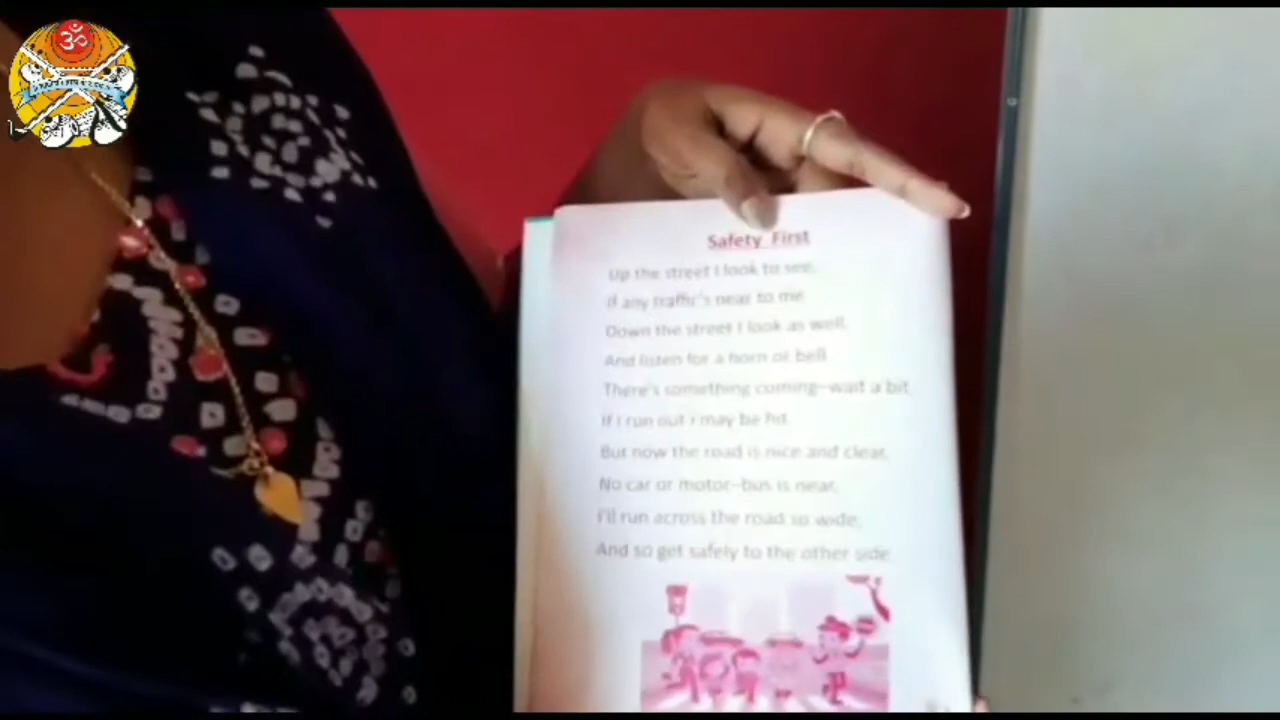 ॐ
Safety First
Up the street I look to see,
If any traffic's near to me
Down the street I look as well,
And listen for a horn or bell
There's something coming--wait a bit,
If I run out I may be hit.
But now the road is nice and clear,
No car or motor--bus is near,
I'll run across the road so wide,
And so get safely to the other side